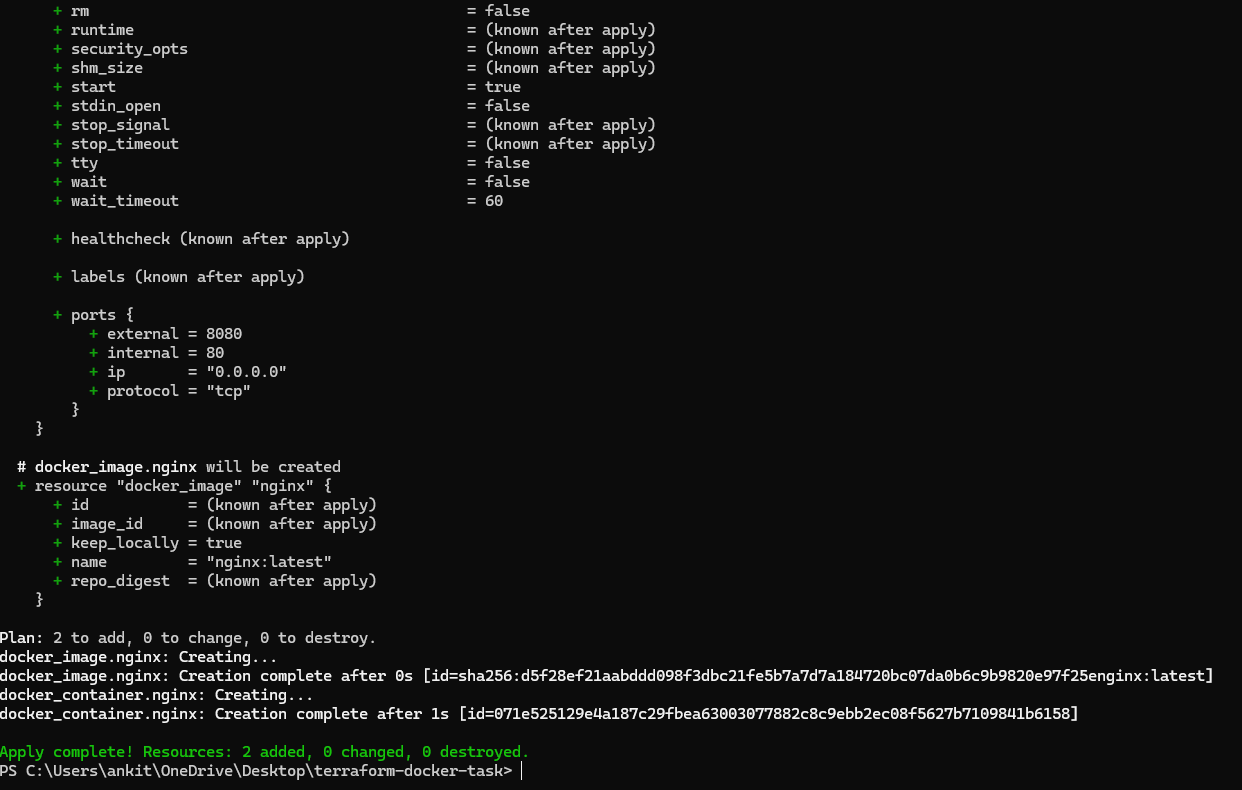 + rm = false
+ runtime = (known after apply)
+ security_opts = (known after apply)
+ shm_size = (known after apply)
+ start = true
+ stdin_open = false
+ stop_signal = (known after apply)
+ stop_timeout = (known after apply)
+ tty = false
+ wait = false
+ wait_timeout = 60
+ healthcheck (known after apply)
+ labels (known after apply)
+ ports {
+ external = 8080
+ internal = 80
+ ip = "0.0.0.0"
+ protocol = "tcp"
}
}
# docker_image.nginx will be created
+ resource "docker_image" "nginx" {
+ id = (known after apply)
+ image_id = (known after apply)
+ keep_locally = true
+ name = "nginx:latest"
+ repo_digest = (known after apply)
}
Plan: 2 to add, 0 to change, 0 to destroy.
docker_image.nginx: Creating...
docker_image.nginx: Creation complete after 0s [id=sha256:d5f28ef21aabddd098f3dbc21fe5b7a7d7a184720bc07da0b6c9b9820e97f25enginx:latest]
docker_container.nginx: Creating...
docker_container.nginx: Creation complete after 1s [id=071e525129e4a187c29fbea63003077882c8c9ebb2ec08f5627b7109841b6158]
Apply complete! Resources: 2 added, 0 changed, 0 destroyed.
PS C:\Users\ankit\OneDrive\Desktop\terraform-docker-task>